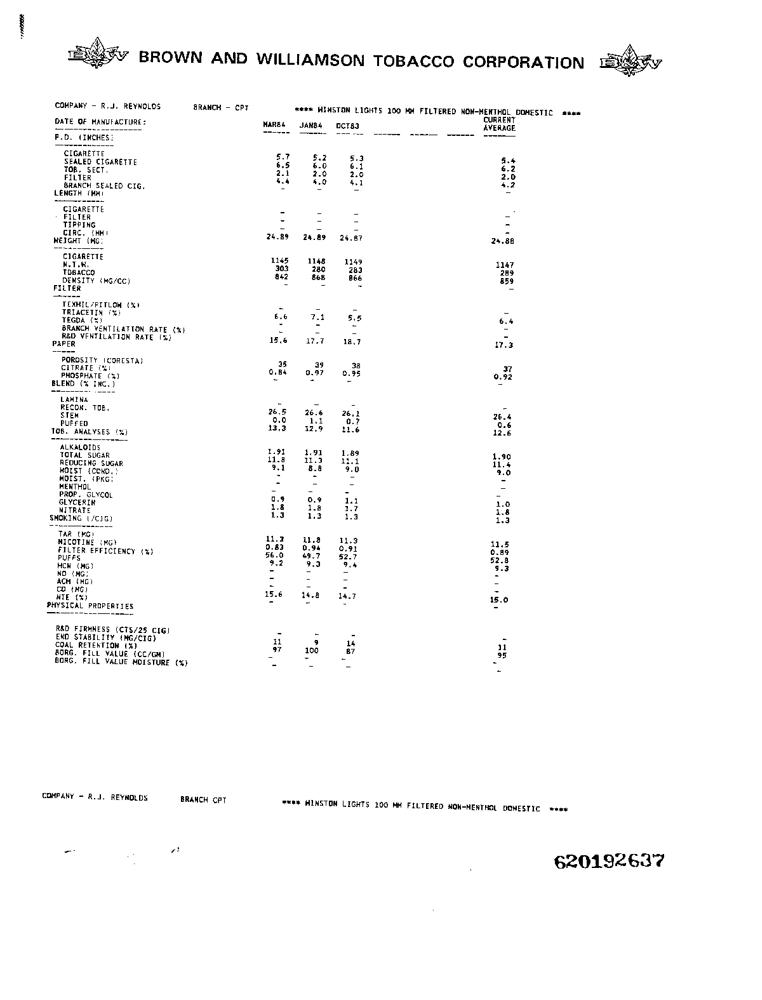 BROWN AND WILLIAMSON TOBACCO CORPORATION
COMPANY - R.J. REYNOLDS BRANCH - CPT **** WINSTON LIGHTS 100 MM FILTERED NON-MENTHOL DOMESTIC ****
DATE OF MANUFACTURE: MAR84 JAN84 OCT83 CURRENT AVERAGE
P.D. (INCHES)
CIGARETTE 5.7 5.2 5.3 5.4
SEALED CIGARETTE 6.5 6.0 6.1 6.2
TOB. SECT. 2.1 2.0 2.0 2.0
FILTER 4.4 4.0 4.1 4.2
BRANCH SEALED CIG. - - - -
LENGTH (MM)
CIGARETTE - - - -
FILTER - - - -
TIPPING - - - -
CIRC. (MM) 24.89 24.89 24.87 24.88
WEIGHT (MG)
CIGARETTE 1145 1148 1149 1147
N.T.W. 303 280 283 289
TOBACCO 842 868 866 859
DENSITY (MG/CC) - - - -
FILTER
TEXHIL/FITLOW (%) - - - -
TRIACETIN (%) 6.6 7.1 5.5 6.4
TEGDA (%) - - - -
BRANCH VENTILATION RATE (%) - - - -
R&D VENTILATION RATE (%) 15.6 17.7 18.7 17.3
PAPER
POROSITY (CORESTA) 35 39 38 37
CITRATE (%) 0.84 0.97 0.95 0.92
PHOSPHATE (%) - - - -
BLEND (% INC.)
LAMINA - - - -
RECON. TOB. 26.5 26.6 26.1 26.4
STEM 0.0 1.1 0.7 0.6
PUFFED 13.3 12.9 11.6 12.6
TOB. ANALYSES (%)
ALKALOIDS 1.91 1.91 1.89 1.90
TOTAL SUGAR 11.8 11.3 11.1 11.4
REDUCING SUGAR 9.1 8.8 9.0 9.0
MOIST (COND.) - - - -
MOIST. (PKG) - - - -
MENTHOL - - - -
PROP. GLYCOL 0.9 0.9 1.1 1.0
GLYCERIN 1.8 1.8 1.7 1.8
NITRATE 1.3 1.3 1.3 1.3
SMOKING (/CIG)
TAR (MG) 11.2 11.8 11.3 11.5
NICOTINE (MG) 0.83 0.94 0.91 0.89
FILTER EFFICIENCY (%) 56.0 49.7 52.7 52.8
PUFFS 9.2 9.3 9.4 9.3
HCN (MG) - - - -
NO (MG) - - - -
ACM (MG) - - - -
CO (MG) 15.6 14.8 14.7 15.0
NTE (%) - - - -
PHYSICAL PROPERTIES
R&D FIRMNESS (CTS/25 CIG) - - - -
END STABILITY (MG/CIG) 11 9 14 11
COAL RETENTION (%) 97 100 87 95
BORG. FILL VALUE (CC/GM) - - - -
BORG. FILL VALUE MOISTURE (%) - - - -
COMPANY - R.J. REYNOLDS BRANCH CPT **** WINSTON LIGHTS 100 MM FILTERED NON-MENTHOL DOMESTIC ****
620192637